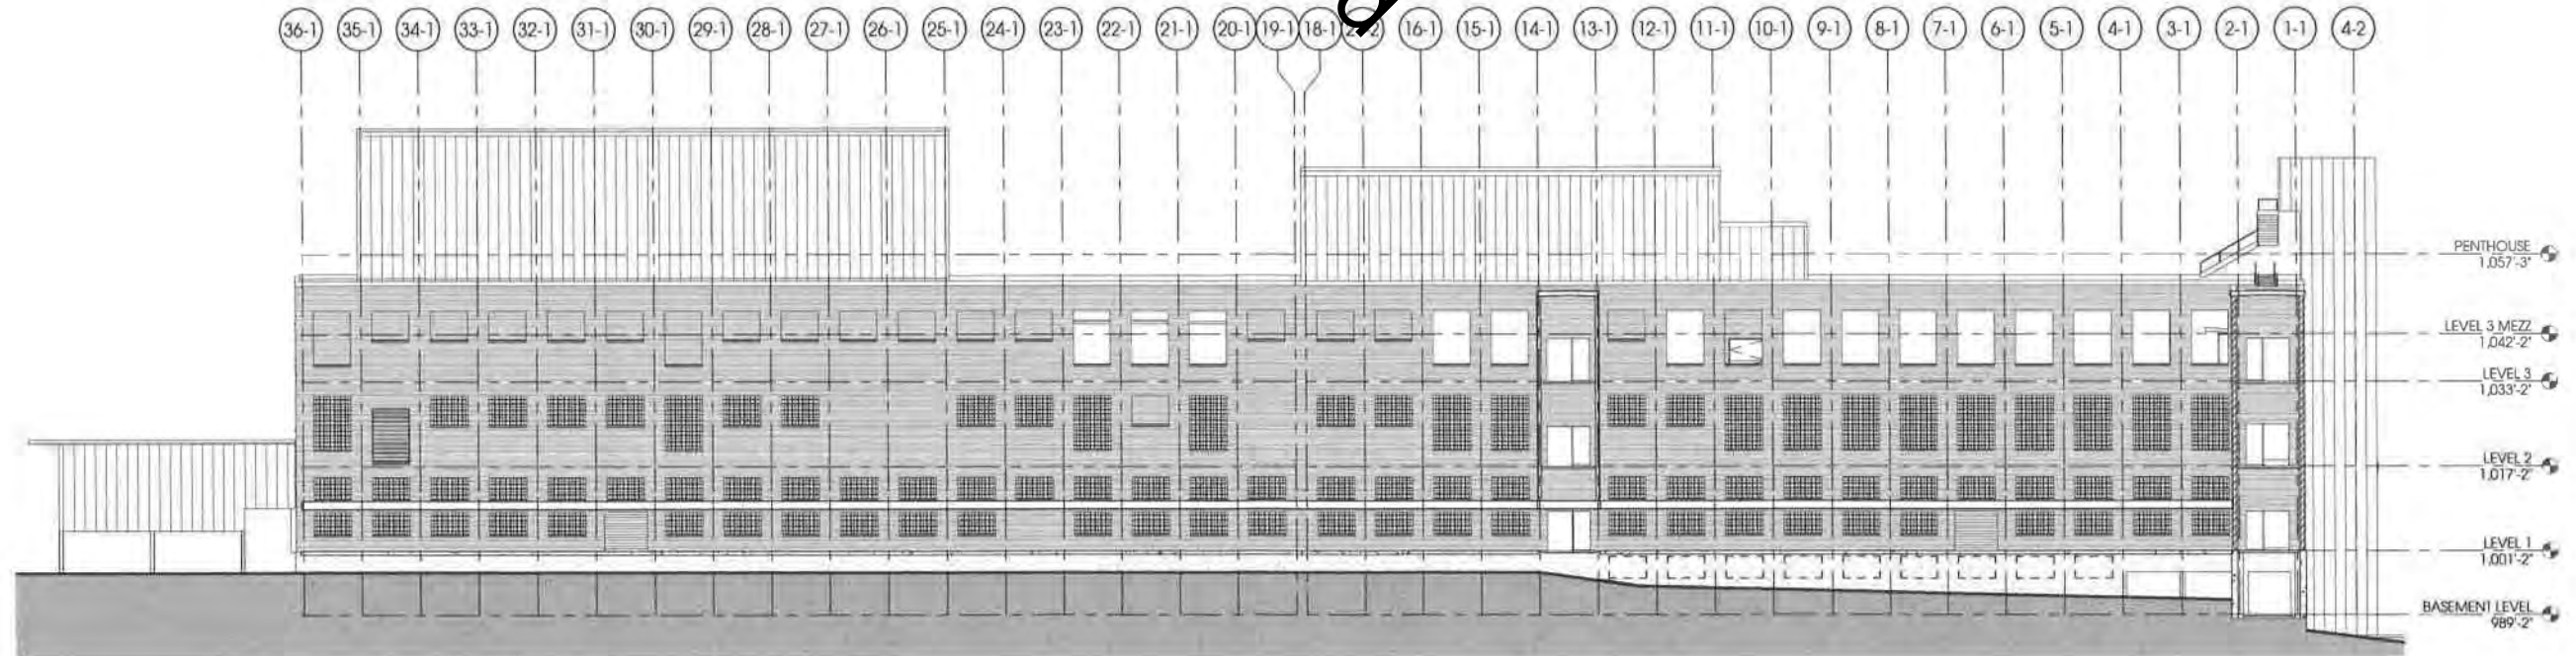 36-1 35-1 34-1 33-1 32-1 31-1 30-1 29-1 28-1 27-1 26-1 25-1 24-1 23-1 22-1 21-1 20-1 19-1 18-1 16-1 15-1 14-1 13-1 12-1 11-1 10-1 9-1 8-1 7-1 6-1 5-1 4-1 3-1 2-1 1-1 4-2
PENTHOUSE
1,057'-3"
LEVEL 3 MEZZ
1,042'-2"
LEVEL 3
1,033'-2"
LEVEL 2
1,017'-2"
LEVEL 1
1,001'-2"
BASEMENT LEVEL
989'-2"